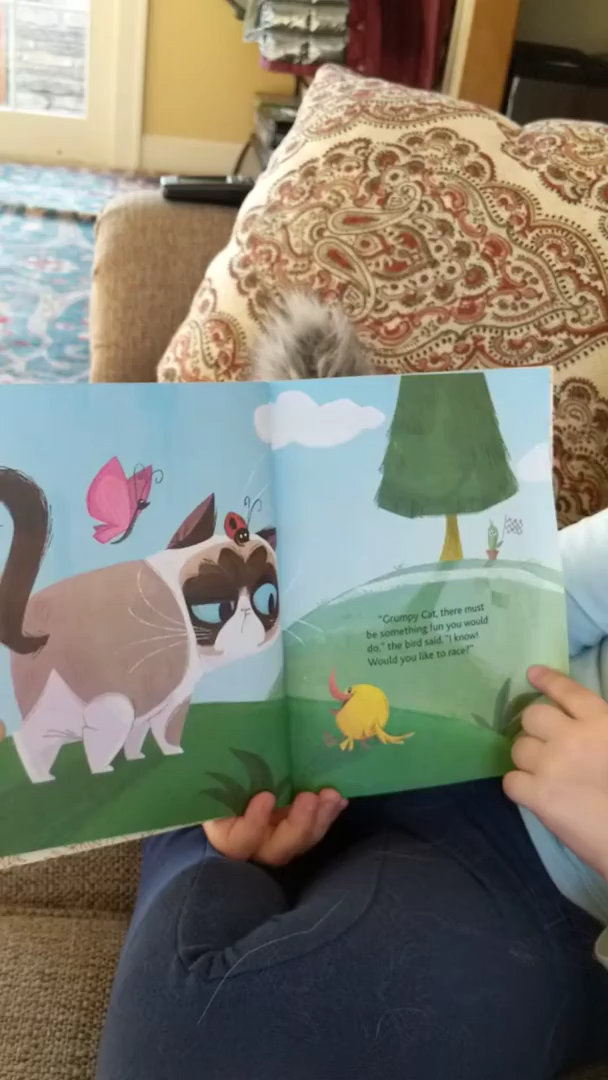 "Grumpy Cat, there must
be something fun you would
do," the bird said. "I know!
Would you like to race?"